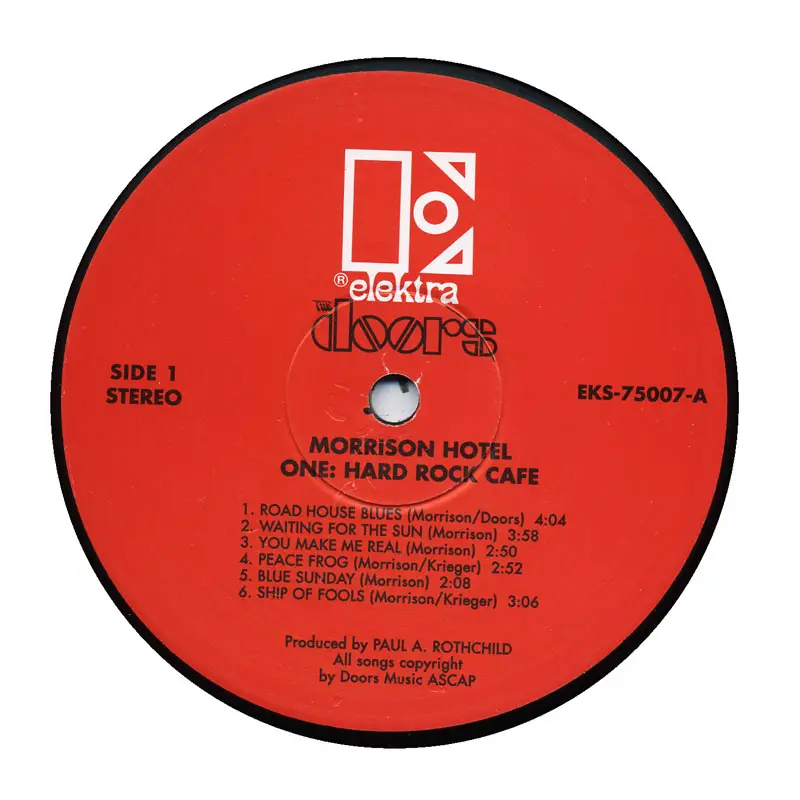 ® elektra
THE
doors
SIDE 1
STEREO
EKS-75007-A
MORRiSON HOTEL
ONE: HARD ROCK CAFE
1. ROAD HOUSE BLUES (Morrison/Doors) 4:04
2. WAITING FOR THE SUN (Morrison) 3:58
3. YOU MAKE ME REAL (Morrison) 2:50
4. PEACE FROG (Morrison/Krieger) 2:52
5. BLUE SUNDAY (Morrison) 2:08
6. SH!P OF FOOLS (Morrison/Krieger) 3:06
Produced by PAUL A. ROTHCHILD
All songs copyright
by Doors Music ASCAP